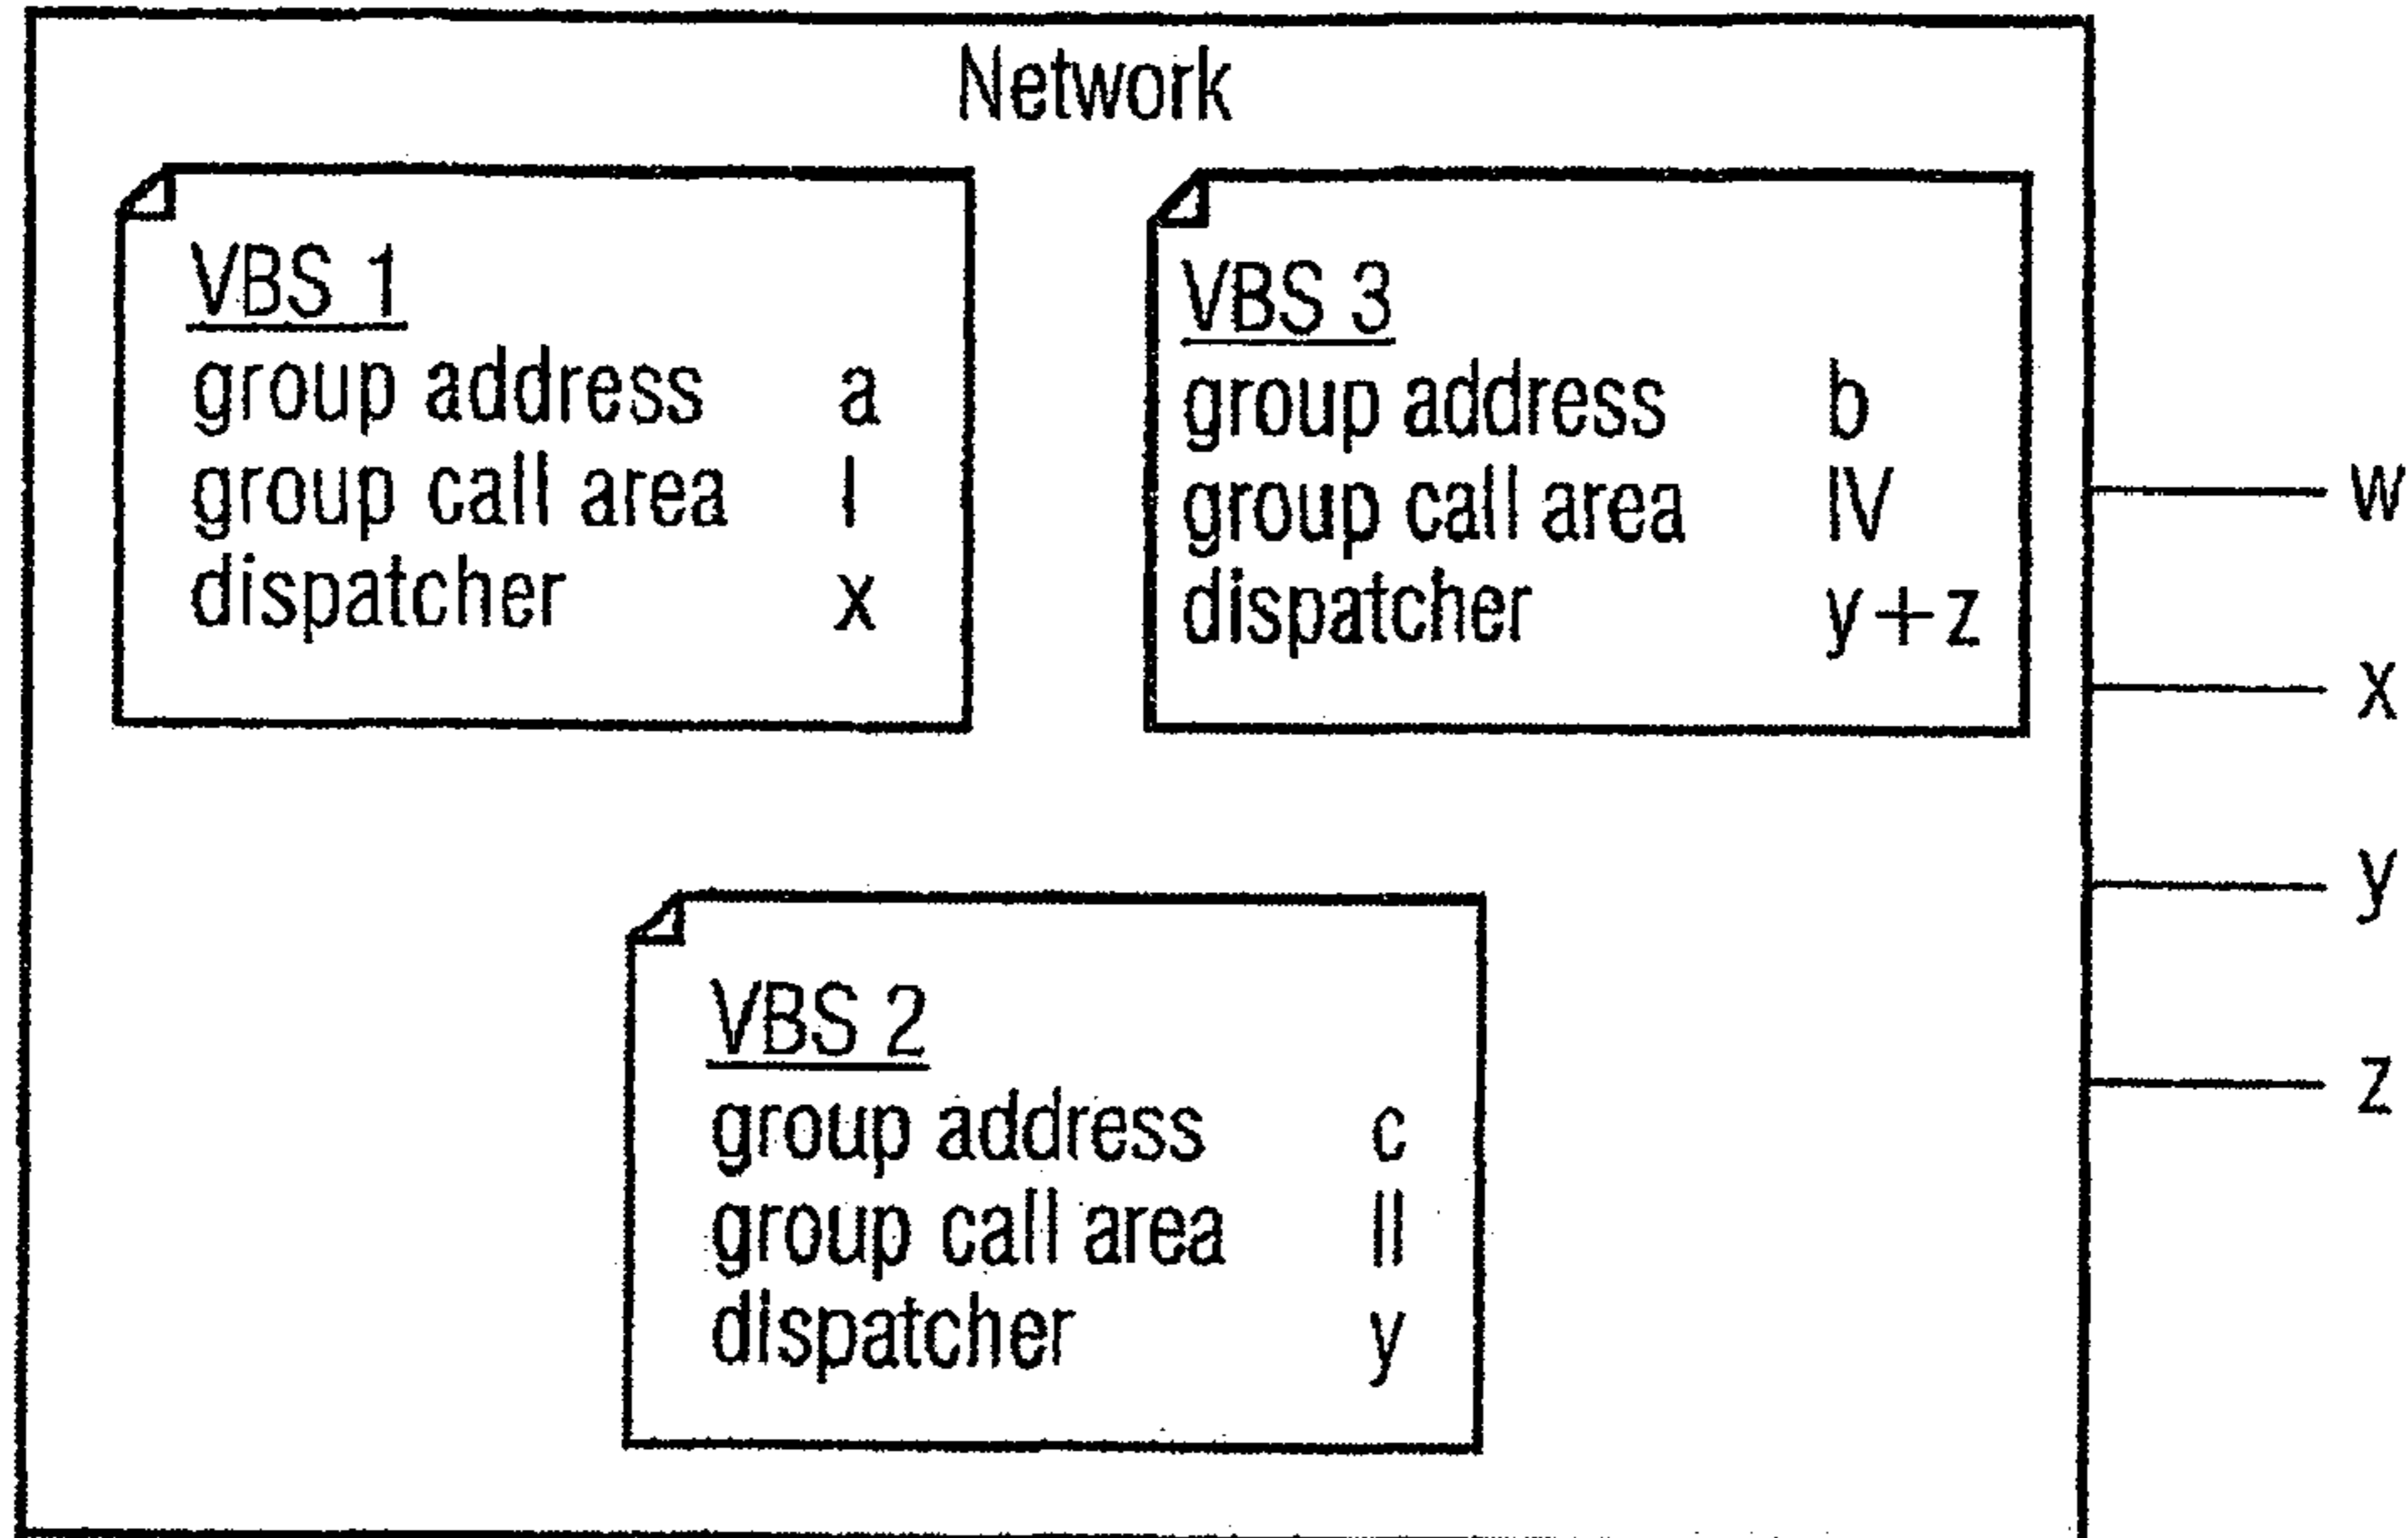 Network
VBS 1
group address a
group call area I
dispatcher x
VBS 3
group address b
group call area IV
dispatcher y+z
VBS 2
group address c
group call area II
dispatcher y
w
x
y
z